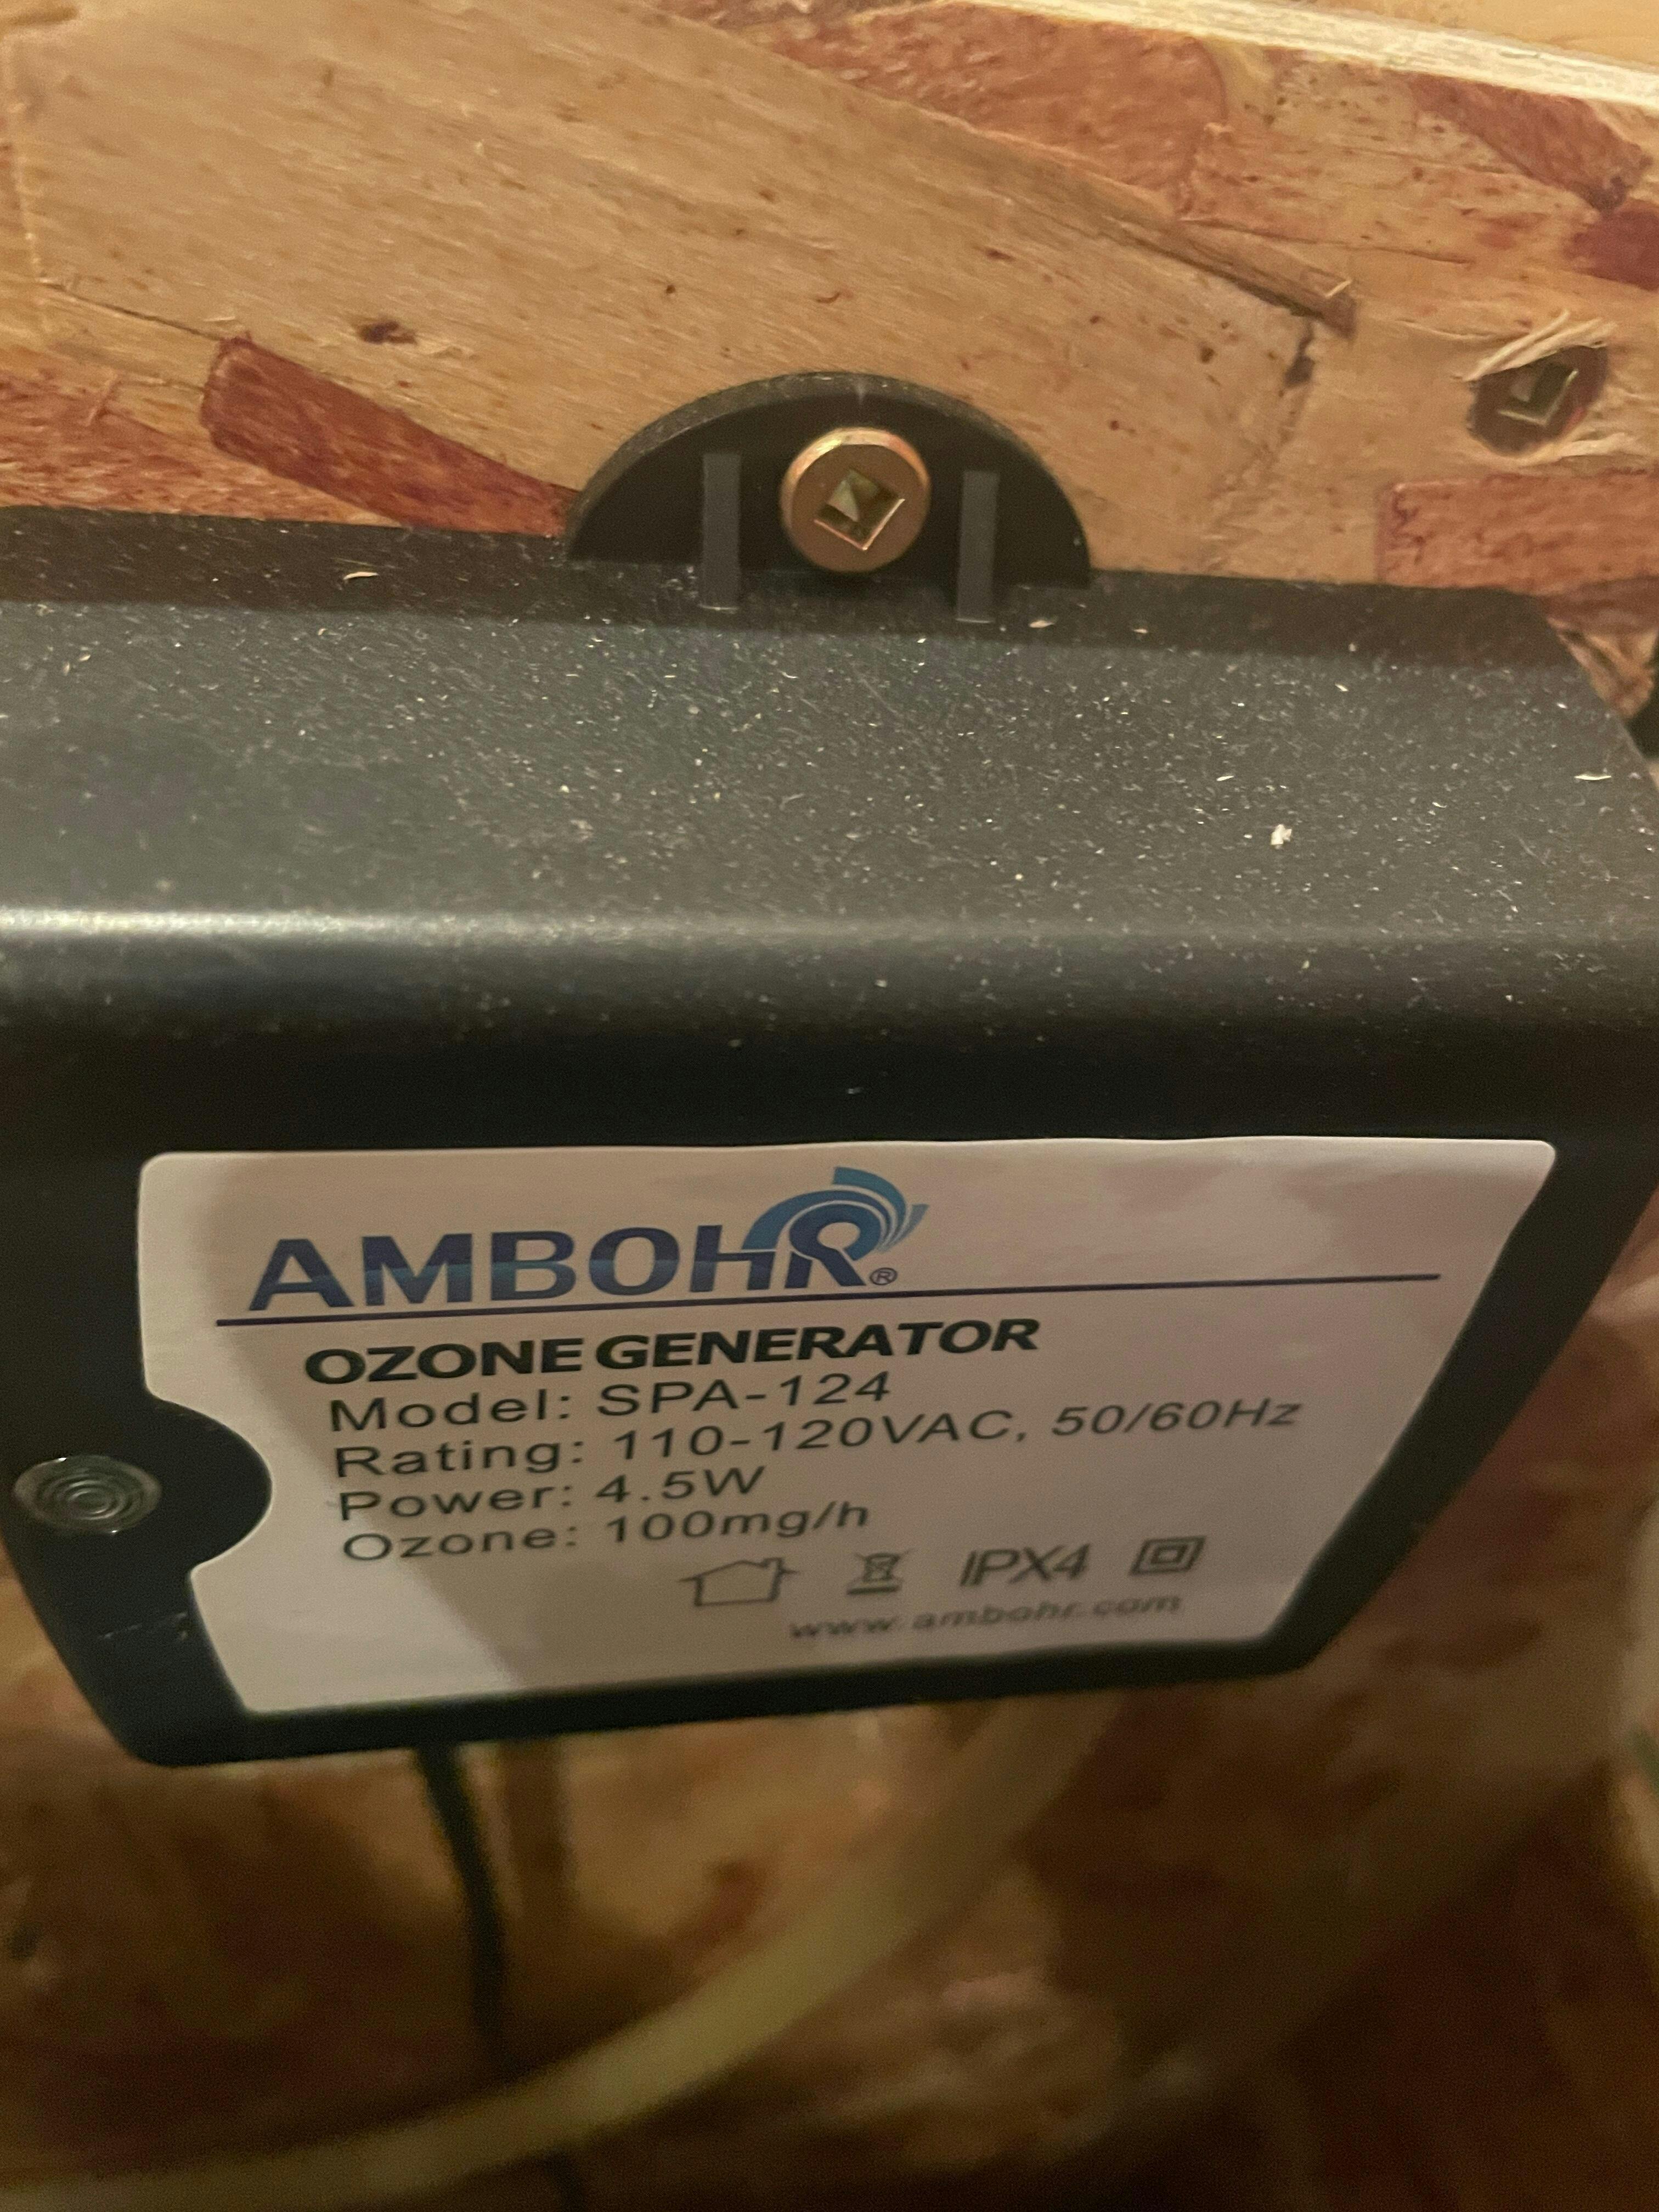 AMBOHR®
OZONE GENERATOR
Model: SPA-124
Rating: 110-120VAC, 50/60Hz
Power: 4.5W
Ozone: 100mg/h
IPX4
www.ambohr.com